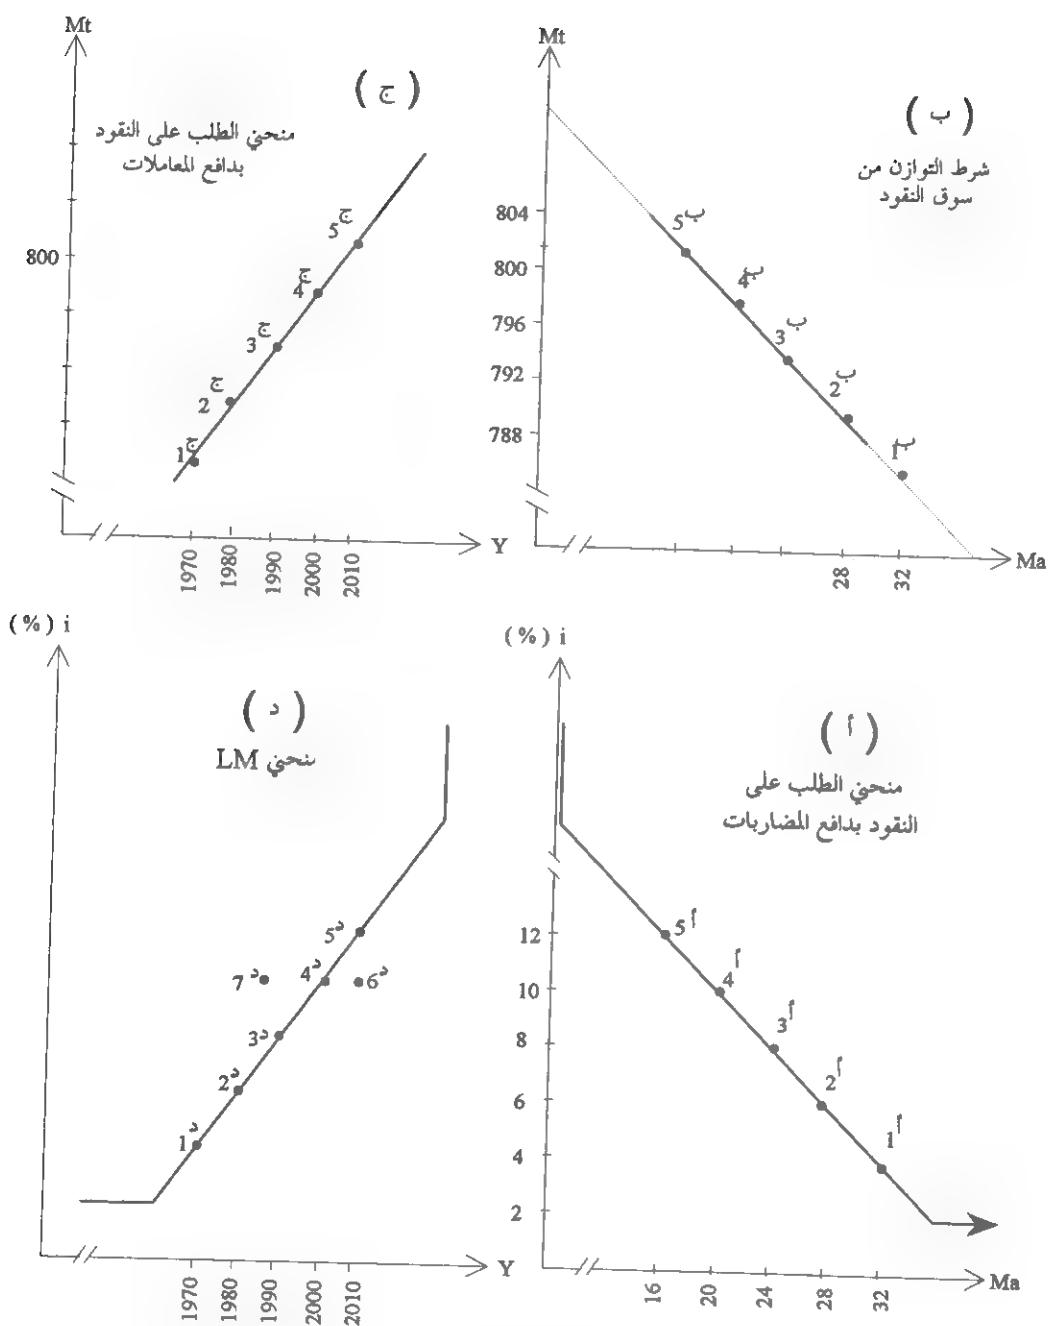 Mt
( ج )
منحني الطلب على النقود
بدافع المعاملات
800
ج5
ج4
ج3
ج2
ج1
Y
1970
1980
1990
2000
2010
Mt
( ب )
شرط التوازن من
سوق النقود
804
800
796
792
788
ب5
ب4
ب3
ب2
ب1
28
32
Ma
(%) i
( د )
منحني LM
د5
د4
د6
د7
د3
د2
د1
Y
1970
1980
1990
2000
2010
(%) i
( أ )
منحني الطلب على
النقود بدافع المضاربات
12
10
8
6
4
2
أ5
أ4
أ3
أ2
أ1
16
20
24
28
32
Ma